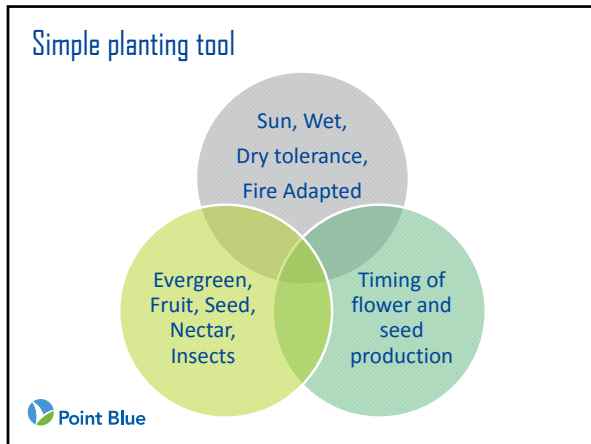 Simple planting tool
Sun, Wet,
Dry tolerance,
Fire Adapted
Evergreen,
Fruit, Seed,
Nectar,
Insects
Timing of
flower and
seed
production
Point Blue